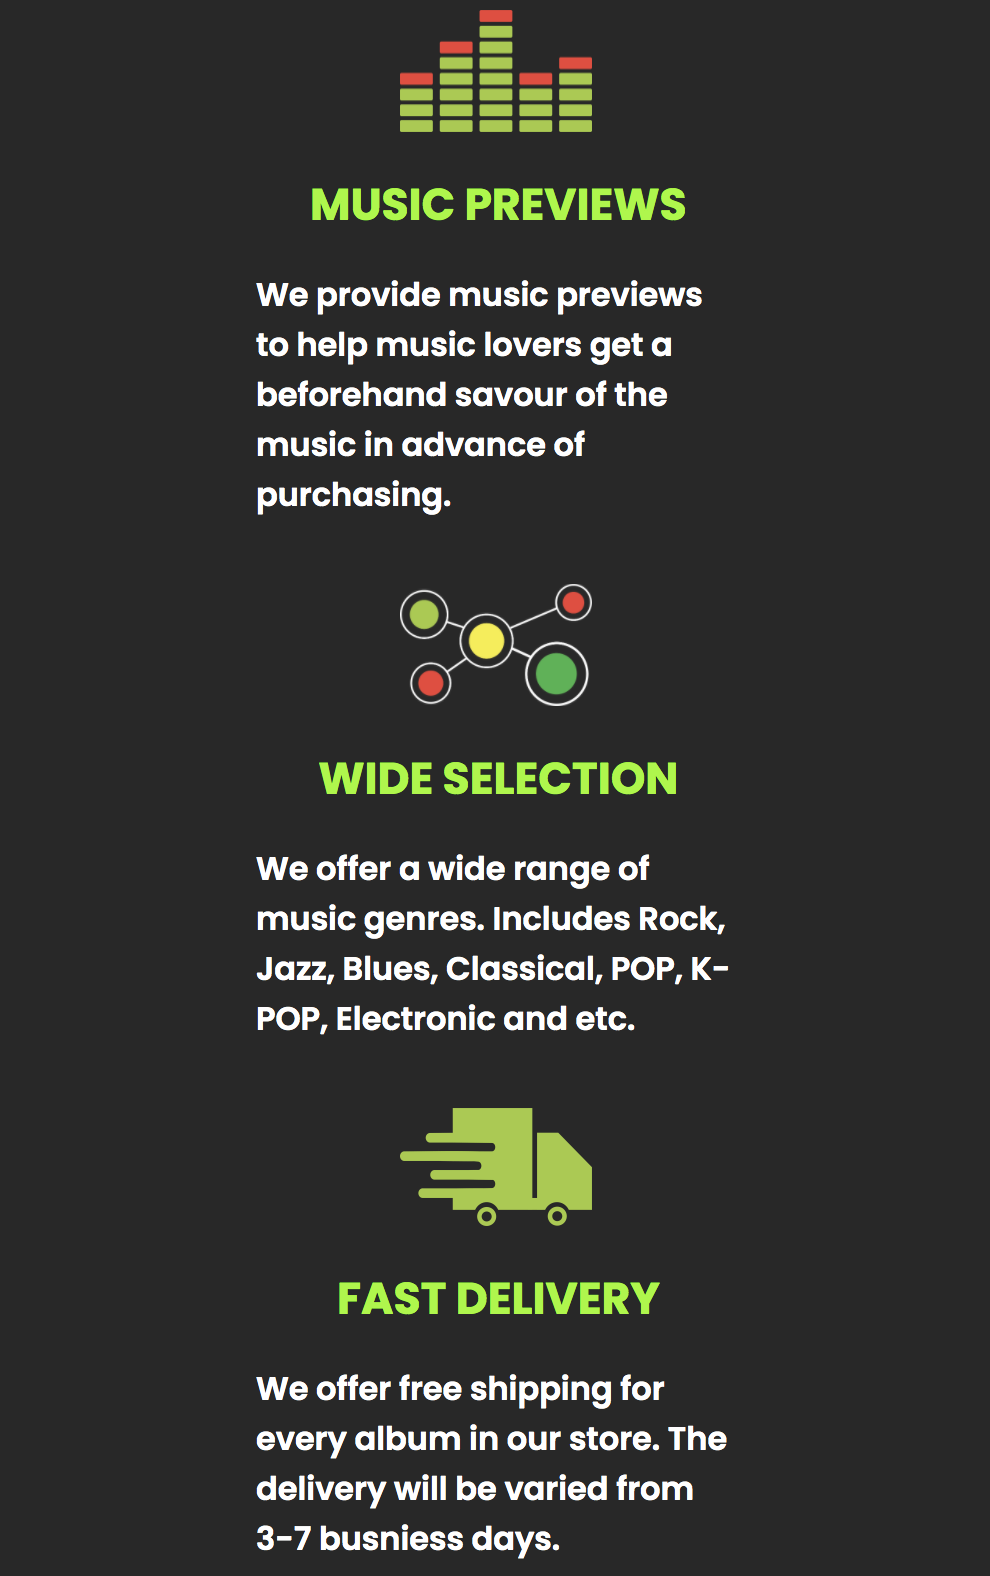 MUSIC PREVIEWS
We provide music previews
to help music lovers get a
beforehand savour of the
music in advance of
purchasing.
WIDE SELECTION
We offer a wide range of
music genres. Includes Rock,
Jazz, Blues, Classical, POP, K-
POP, Electronic and etc.
FAST DELIVERY
We offer free shipping for
every album in our store. The
delivery will be varied from
3-7 busniess days.